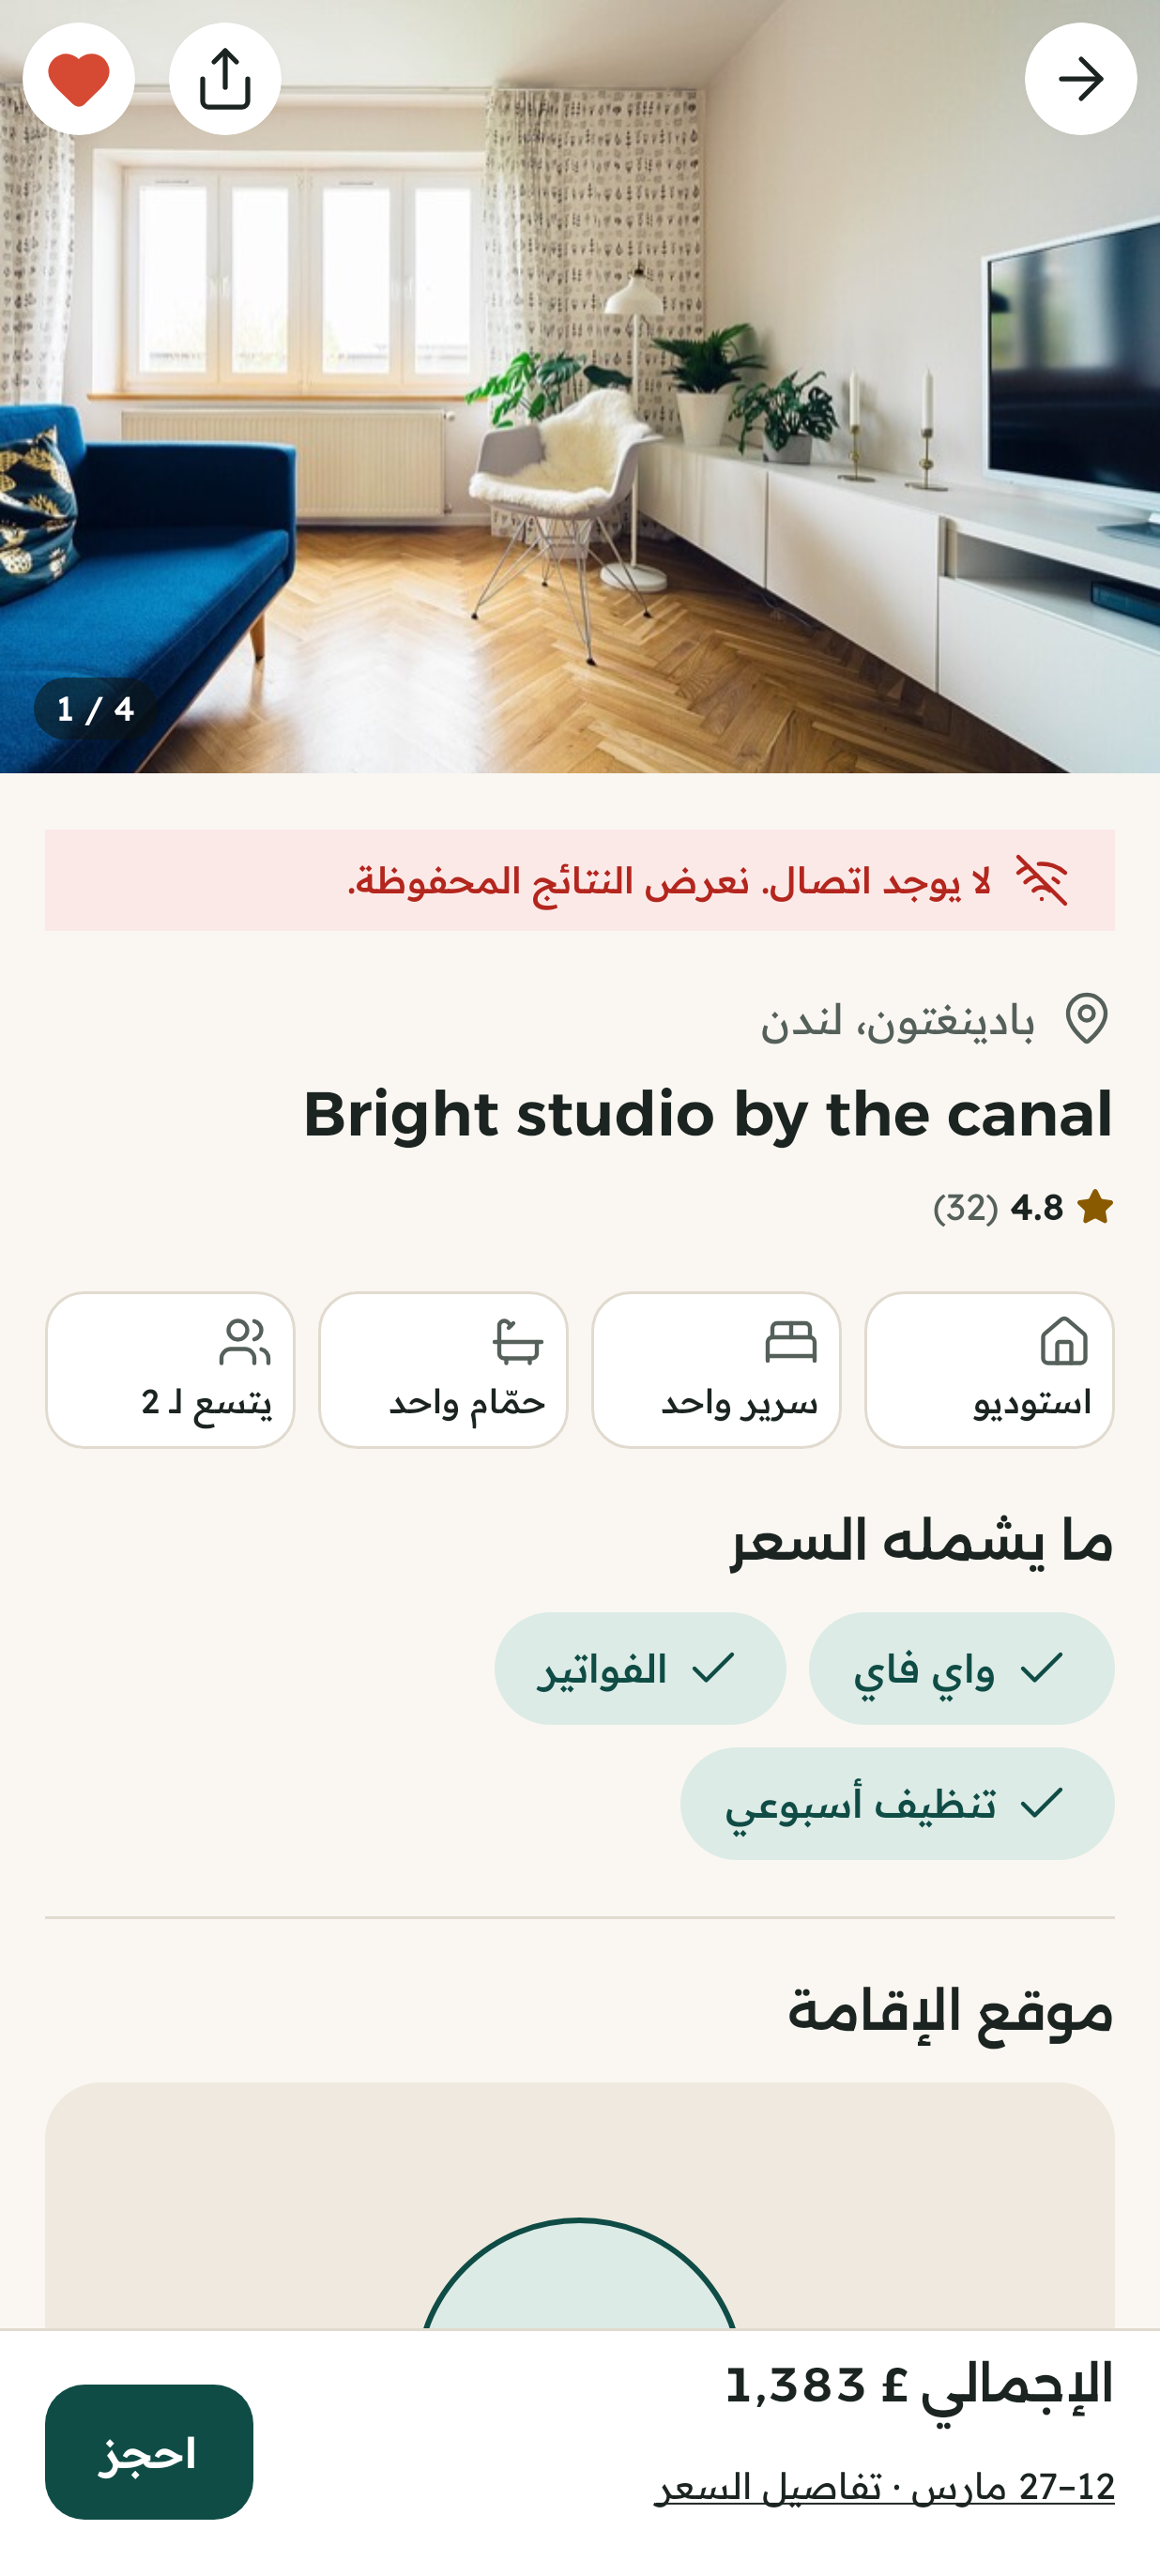 1 / 4
لا يوجد اتصال. نعرض النتائج المحفوظة.
بادينغتون، لندن
Bright studio by the canal
4.8 (32)
استوديو
سرير واحد
حمّام واحد
يتسع لـ 2
ما يشمله السعر
واي فاي
الفواتير
تنظيف أسبوعي
موقع الإقامة
الإجمالي £ 1,383
12–27 مارس · تفاصيل السعر
احجز